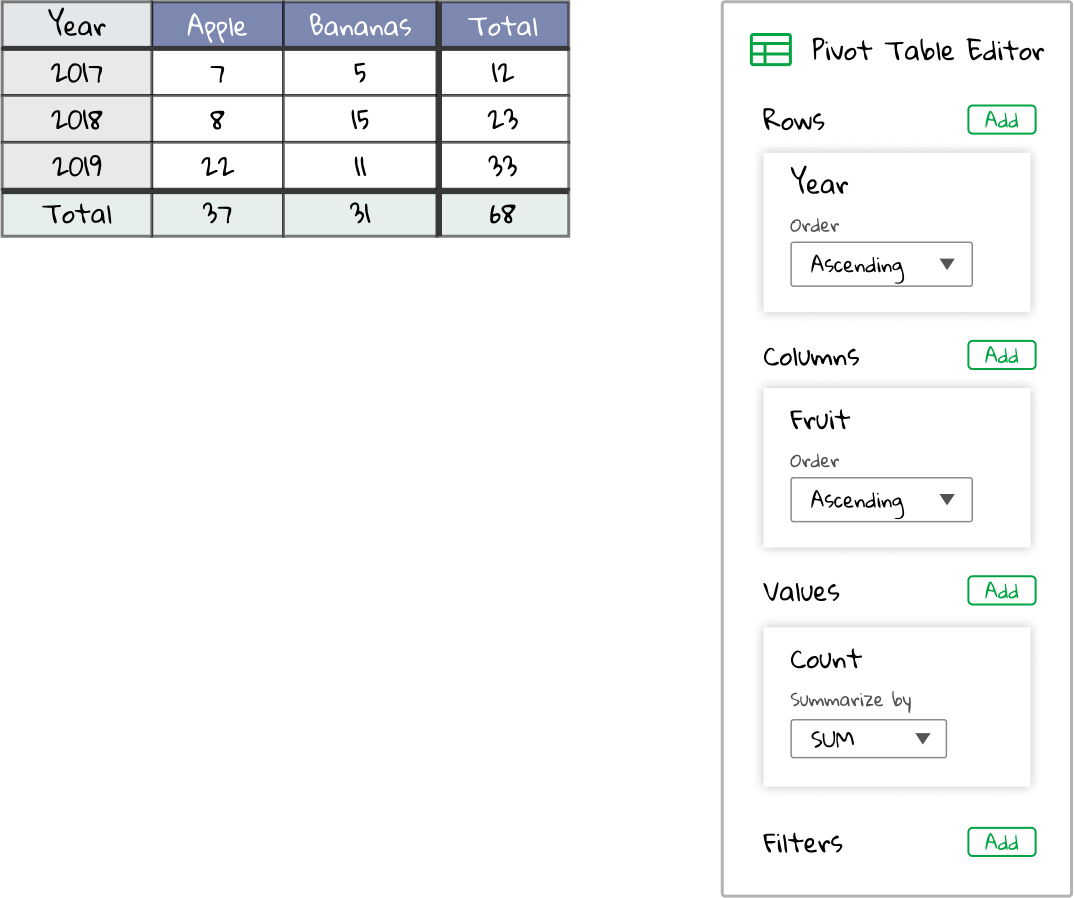 Year Apple Bananas Total
2017 7 5 12
2018 8 15 23
2019 22 11 33
Total 37 31 68
Pivot Table Editor
Rows Add
Year
Order
Ascending
Columns Add
Fruit
Order
Ascending
Values Add
Count
Summarize by
SUM
Filters Add